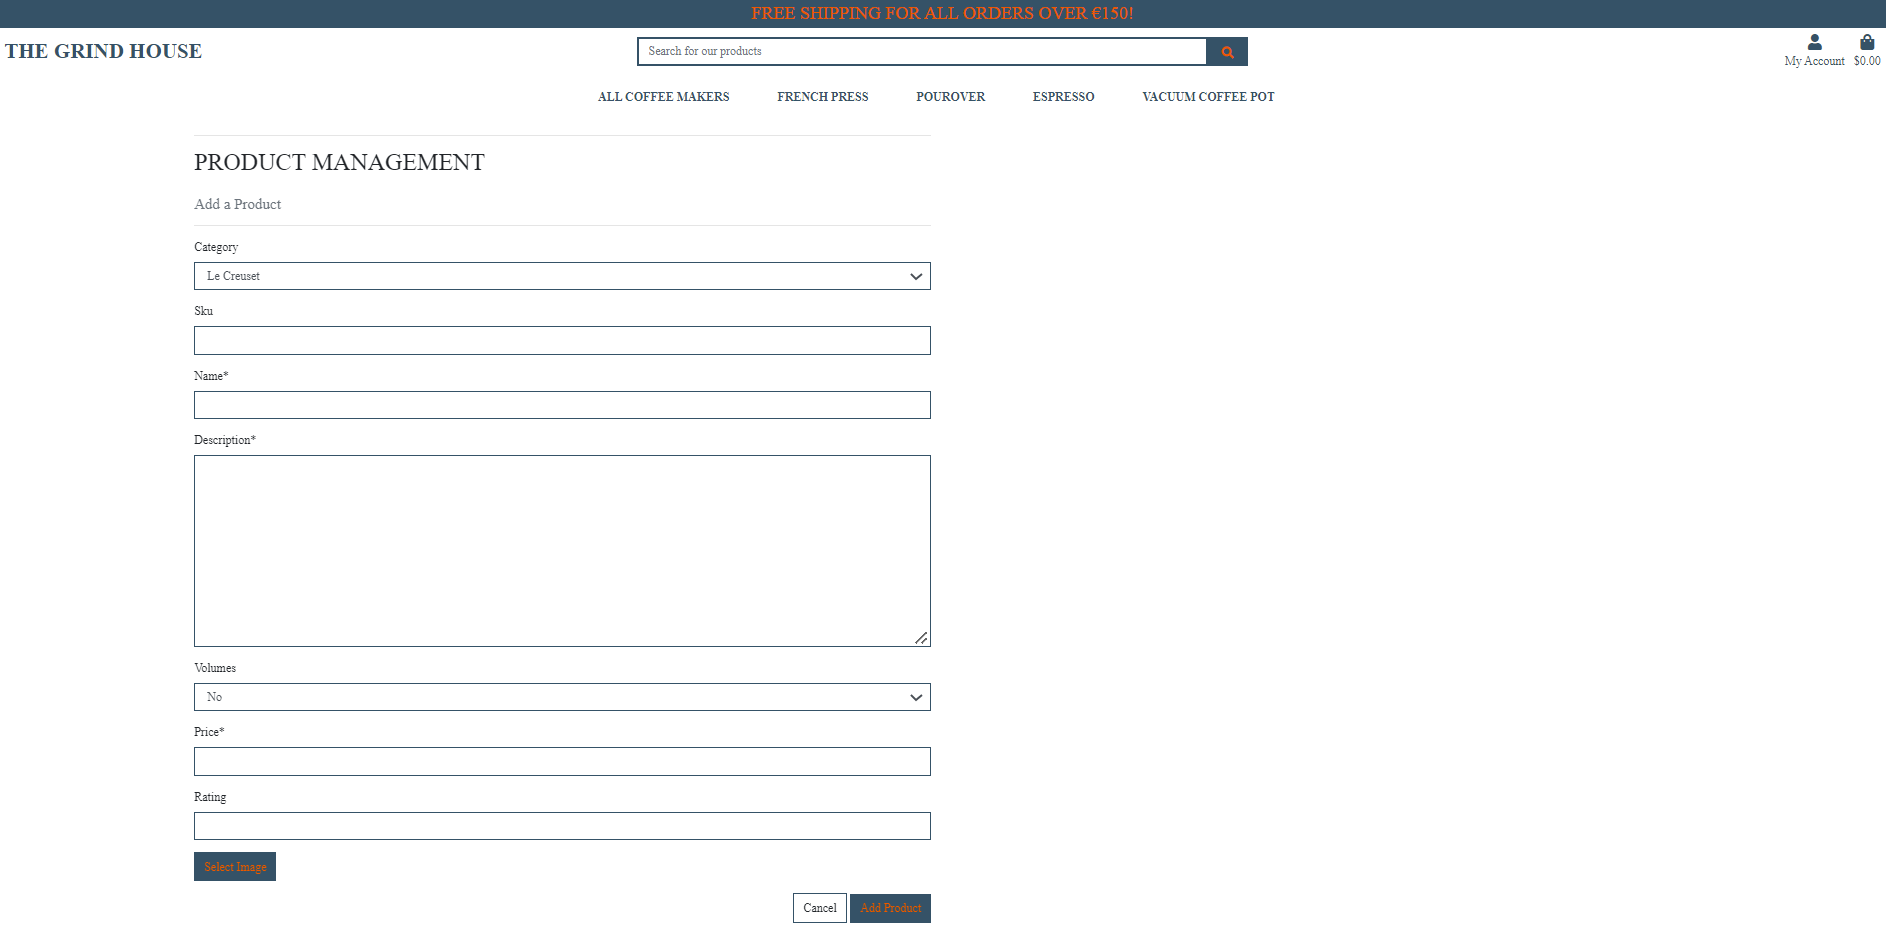 FREE SHIPPING FOR ALL ORDERS OVER €150!
THE GRIND HOUSE
Search for our products
My Account
$0.00
ALL COFFEE MAKERS
FRENCH PRESS
POUROVER
ESPRESSO
VACUUM COFFEE POT
PRODUCT MANAGEMENT
Add a Product
Category
Le Creuset
Sku
Name*
Description*
Volumes
No
Price*
Rating
Select Image
Cancel
Add Product